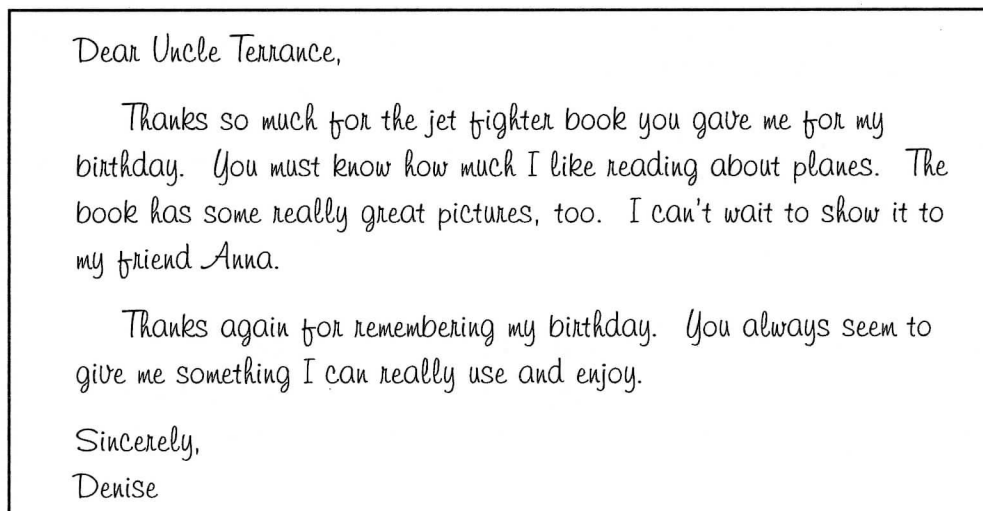 Dear Uncle Terrance,
Thanks so much for the jet fighter book you gave me for my
birthday. You must know how much I like reading about planes. The
book has some really great pictures, too. I can't wait to show it to
my friend Anna.
Thanks again for remembering my birthday. You always seem to
give me something I can really use and enjoy.
Sincerely,
Denise